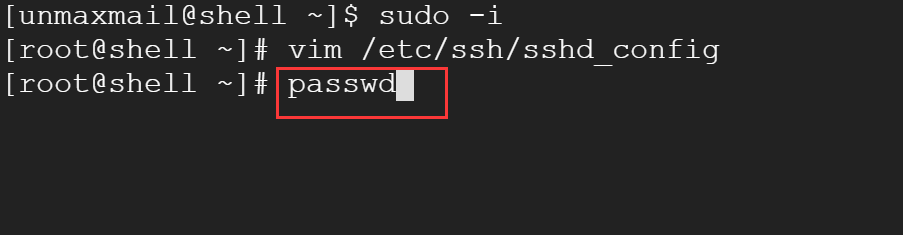 [unmaxmail@shell ~]$ sudo -i
[root@shell ~]# vim /etc/ssh/sshd_config
[root@shell ~]# passwd